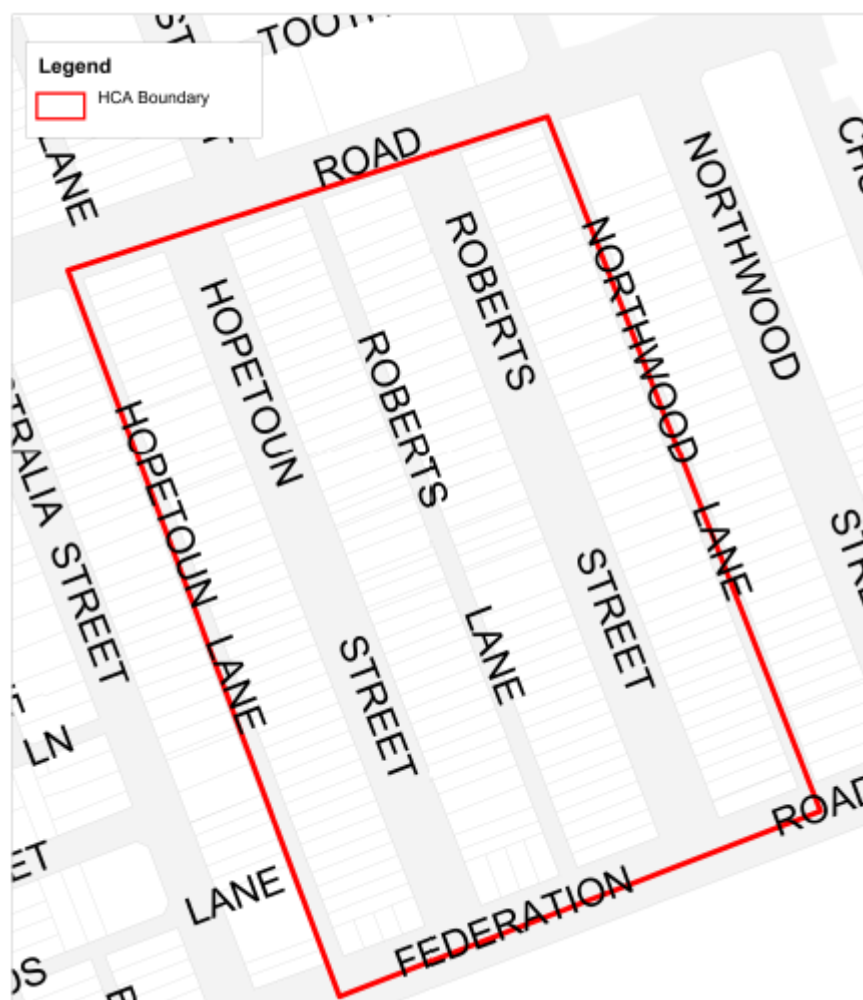 Legend
HCA Boundary
LANE
ROAD
NORTHWOOD
STREET
ROBERTS
STREET
NORTHWOOD
LANE
HOPETOUN
STREET
ROBERTS
LANE
HOPETOUN
LANE
STREET
LN
LANE
FEDERATION
ROAD